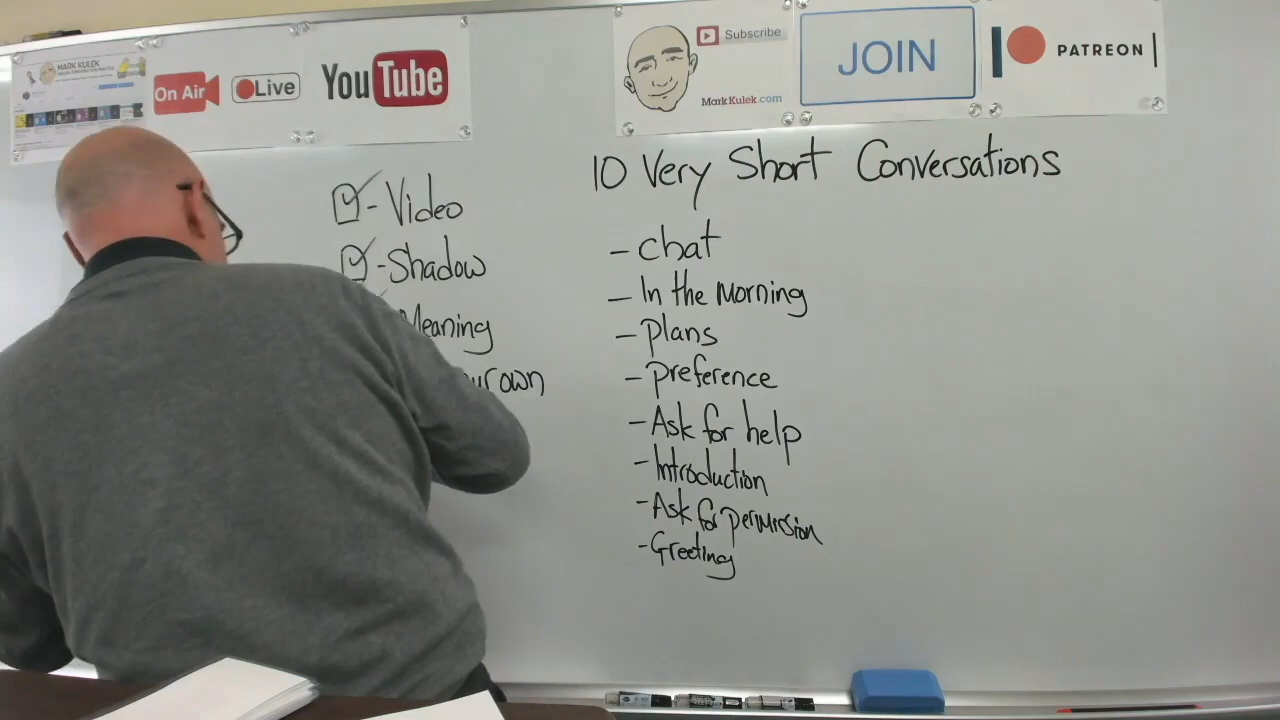 MARK KULEK
On Air
Live
YouTube
Subscribe
MarkKulek.com
JOIN
PATREON
10 Very Short Conversations
- Video
- Shadow
Meaning
own
- Chat
- In the Morning
- Plans
- Preference
- Ask for help
- Introduction
- Ask for permission
- Greeting